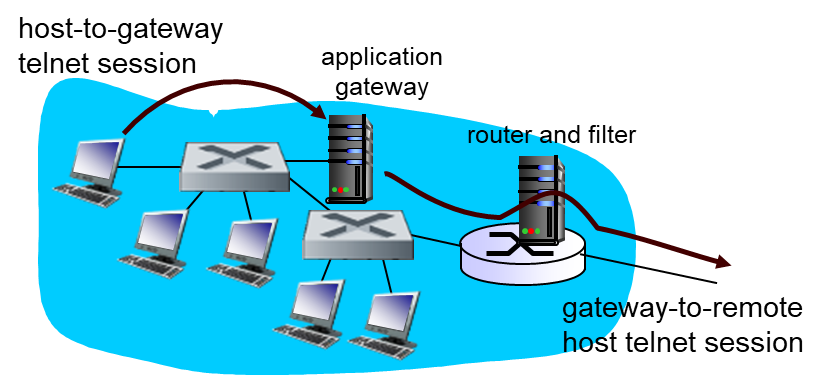 host-to-gateway
telnet session
application
gateway
router and filter
gateway-to-remote
host telnet session